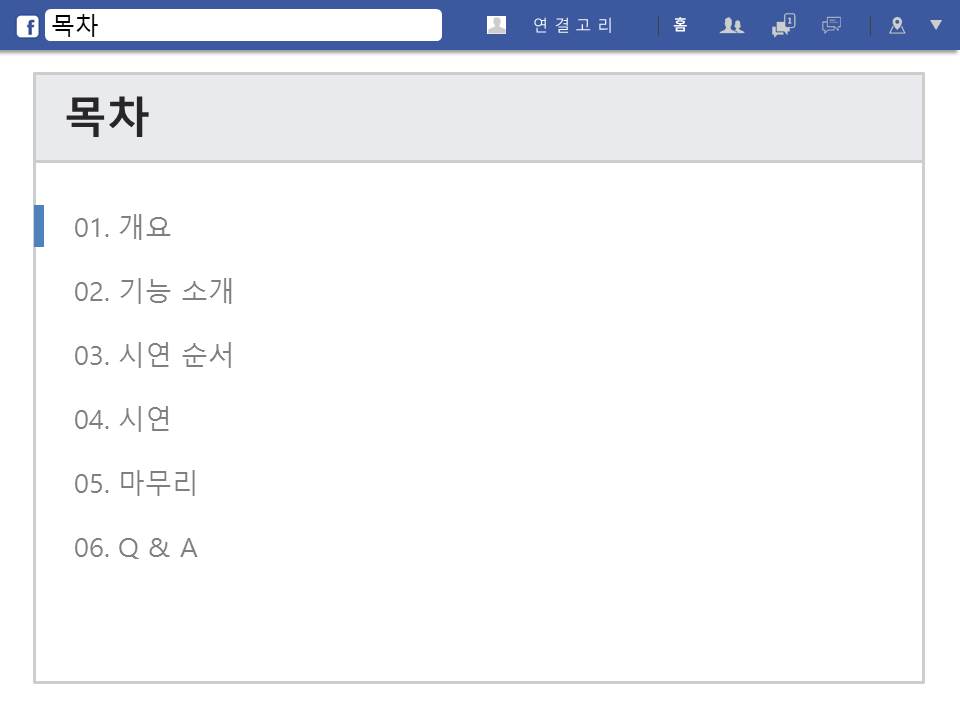 f 목차
연 결 고 리
홈
1
목차
01. 개요
02. 기능 소개
03. 시연 순서
04. 시연
05. 마무리
06. Q & A